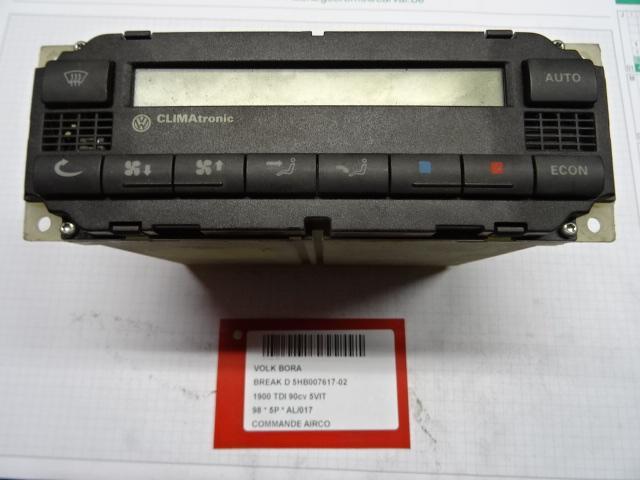 AUTO
CLIMAtronic
ECON
VOLK BORA
BREAK D 5HB007617-02
1900 TDI 90cv 5VIT
98 * 5P * AL/017
COMMANDE AIRCO